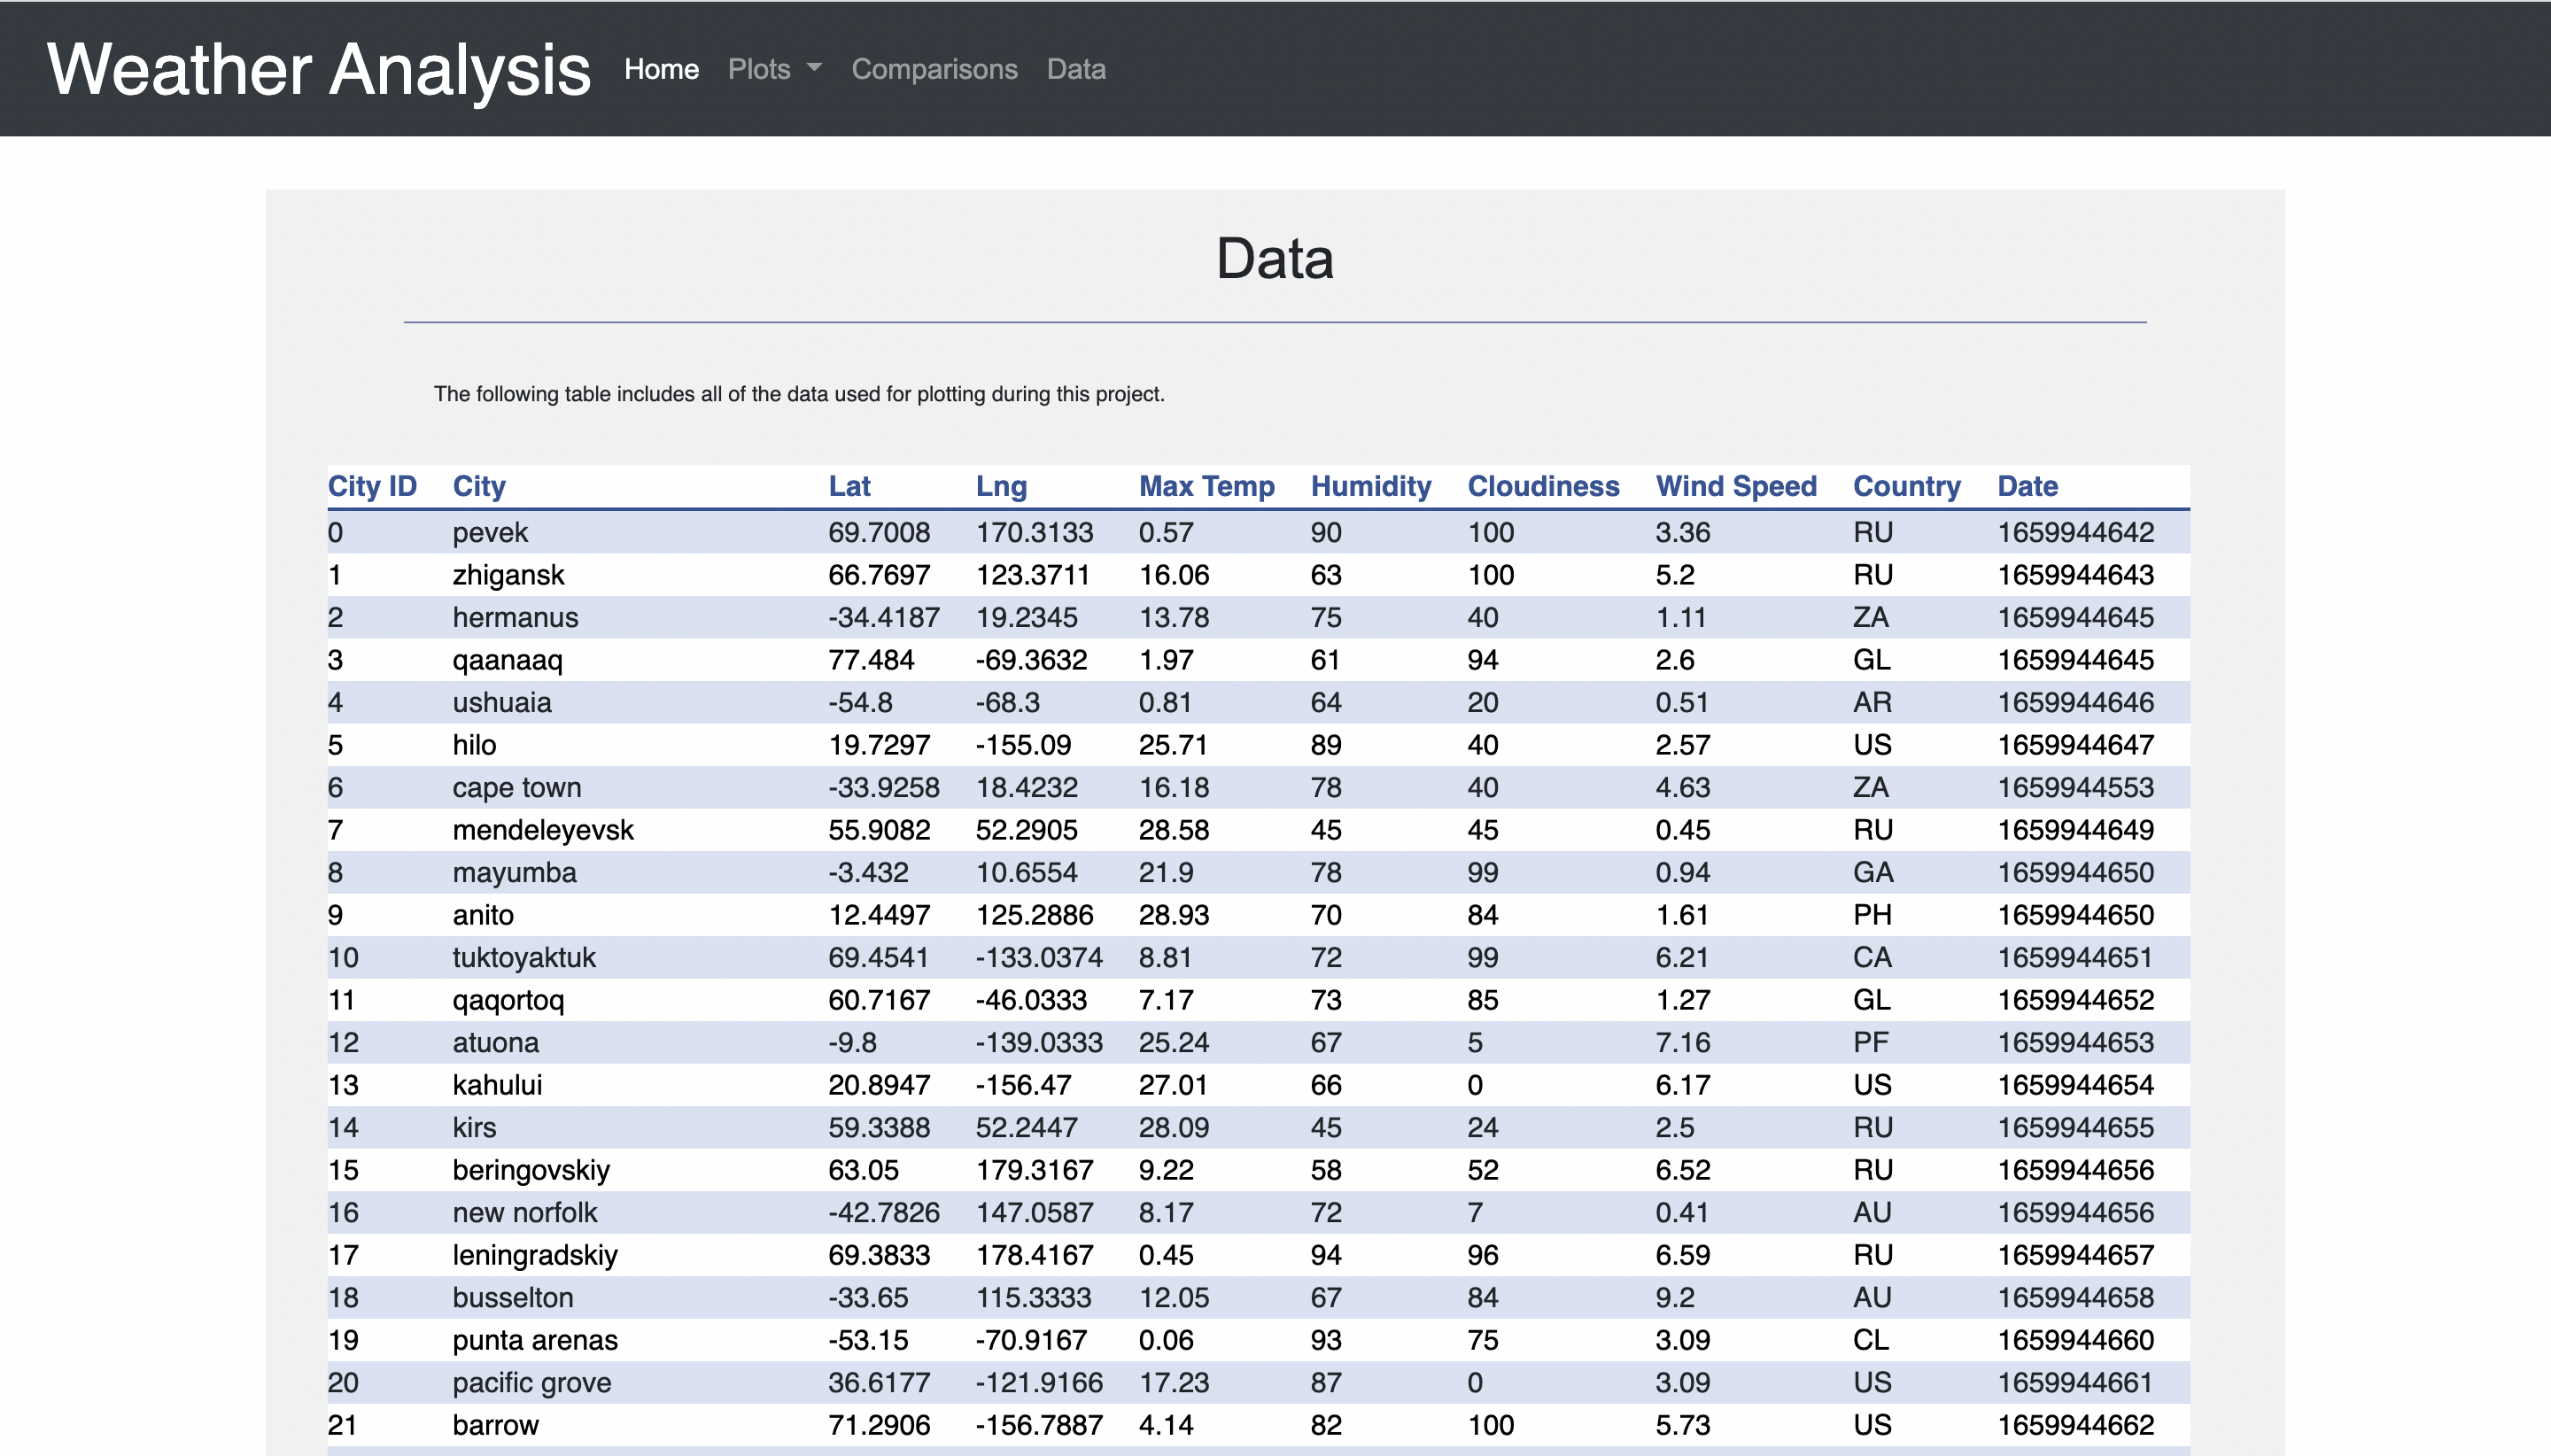 Weather Analysis Home Plots Comparisons Data
Data
The following table includes all of the data used for plotting during this project.
City ID City Lat Lng Max Temp Humidity Cloudiness Wind Speed Country Date
0 pevek 69.7008 170.3133 0.57 90 100 3.36 RU 1659944642
1 zhigansk 66.7697 123.3711 16.06 63 100 5.2 RU 1659944643
2 hermanus -34.4187 19.2345 13.78 75 40 1.11 ZA 1659944645
3 qaanaaq 77.484 -69.3632 1.97 61 94 2.6 GL 1659944645
4 ushuaia -54.8 -68.3 0.81 64 20 0.51 AR 1659944646
5 hilo 19.7297 -155.09 25.71 89 40 2.57 US 1659944647
6 cape town -33.9258 18.4232 16.18 78 40 4.63 ZA 1659944553
7 mendeleyevsk 55.9082 52.2905 28.58 45 45 0.45 RU 1659944649
8 mayumba -3.432 10.6554 21.9 78 99 0.94 GA 1659944650
9 anito 12.4497 125.2886 28.93 70 84 1.61 PH 1659944650
10 tuktoyaktuk 69.4541 -133.0374 8.81 72 99 6.21 CA 1659944651
11 qaqortoq 60.7167 -46.0333 7.17 73 85 1.27 GL 1659944652
12 atuona -9.8 -139.0333 25.24 67 5 7.16 PF 1659944653
13 kahului 20.8947 -156.47 27.01 66 0 6.17 US 1659944654
14 kirs 59.3388 52.2447 28.09 45 24 2.5 RU 1659944655
15 beringovskiy 63.05 179.3167 9.22 58 52 6.52 RU 1659944656
16 new norfolk -42.7826 147.0587 8.17 72 7 0.41 AU 1659944656
17 leningradskiy 69.3833 178.4167 0.45 94 96 6.59 RU 1659944657
18 busselton -33.65 115.3333 12.05 67 84 9.2 AU 1659944658
19 punta arenas -53.15 -70.9167 0.06 93 75 3.09 CL 1659944660
20 pacific grove 36.6177 -121.9166 17.23 87 0 3.09 US 1659944661
21 barrow 71.2906 -156.7887 4.14 82 100 5.73 US 1659944662